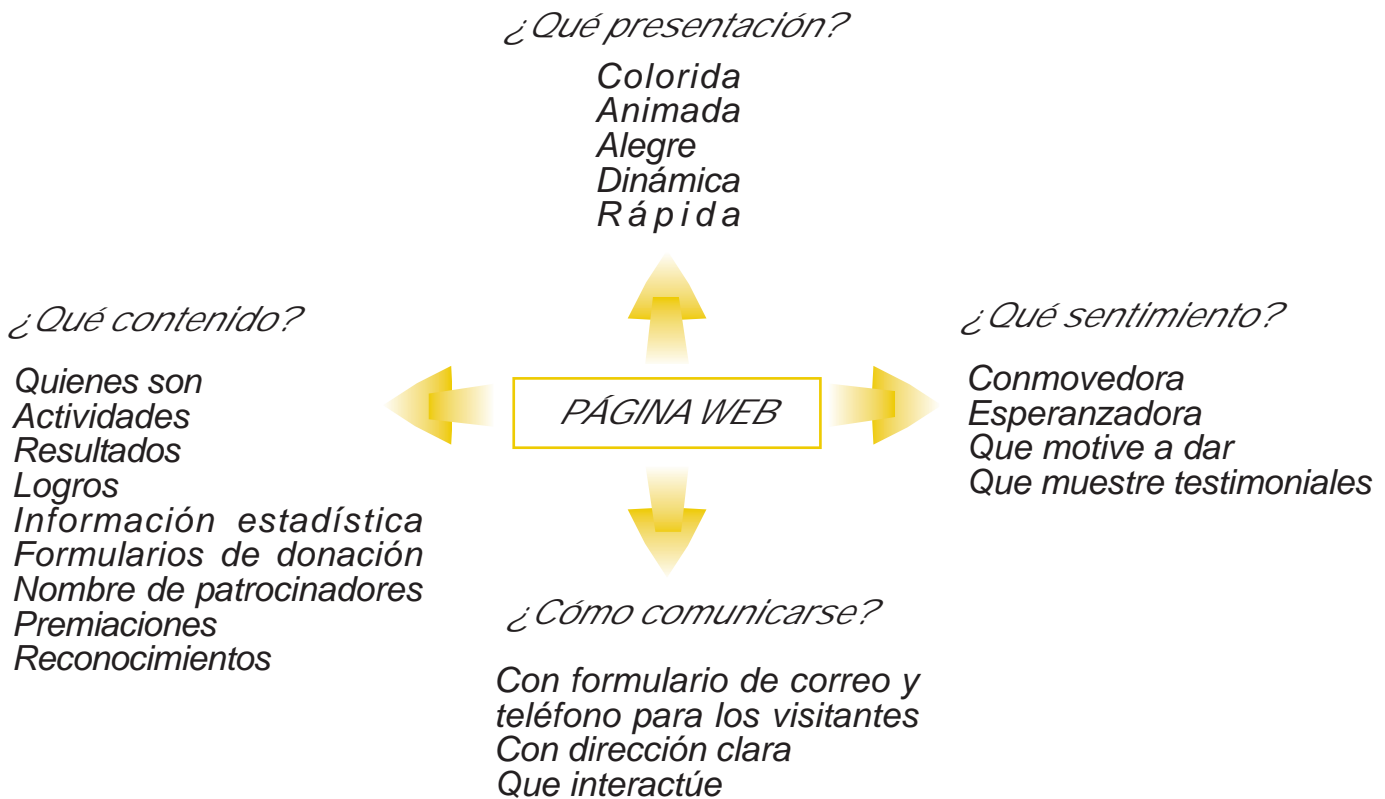 ¿Qué presentación?
Colorida
Animada
Alegre
Dinámica
Rápida
¿Qué contenido?
Quienes son
Actividades
Resultados
Logros
Información estadística
Formularios de donación
Nombre de patrocinadores
Premiaciones
Reconocimientos
PÁGINA WEB
¿Qué sentimiento?
Conmovedora
Esperanzadora
Que motive a dar
Que muestre testimoniales
¿Cómo comunicarse?
Con formulario de correo y
teléfono para los visitantes
Con dirección clara
Que interactúe